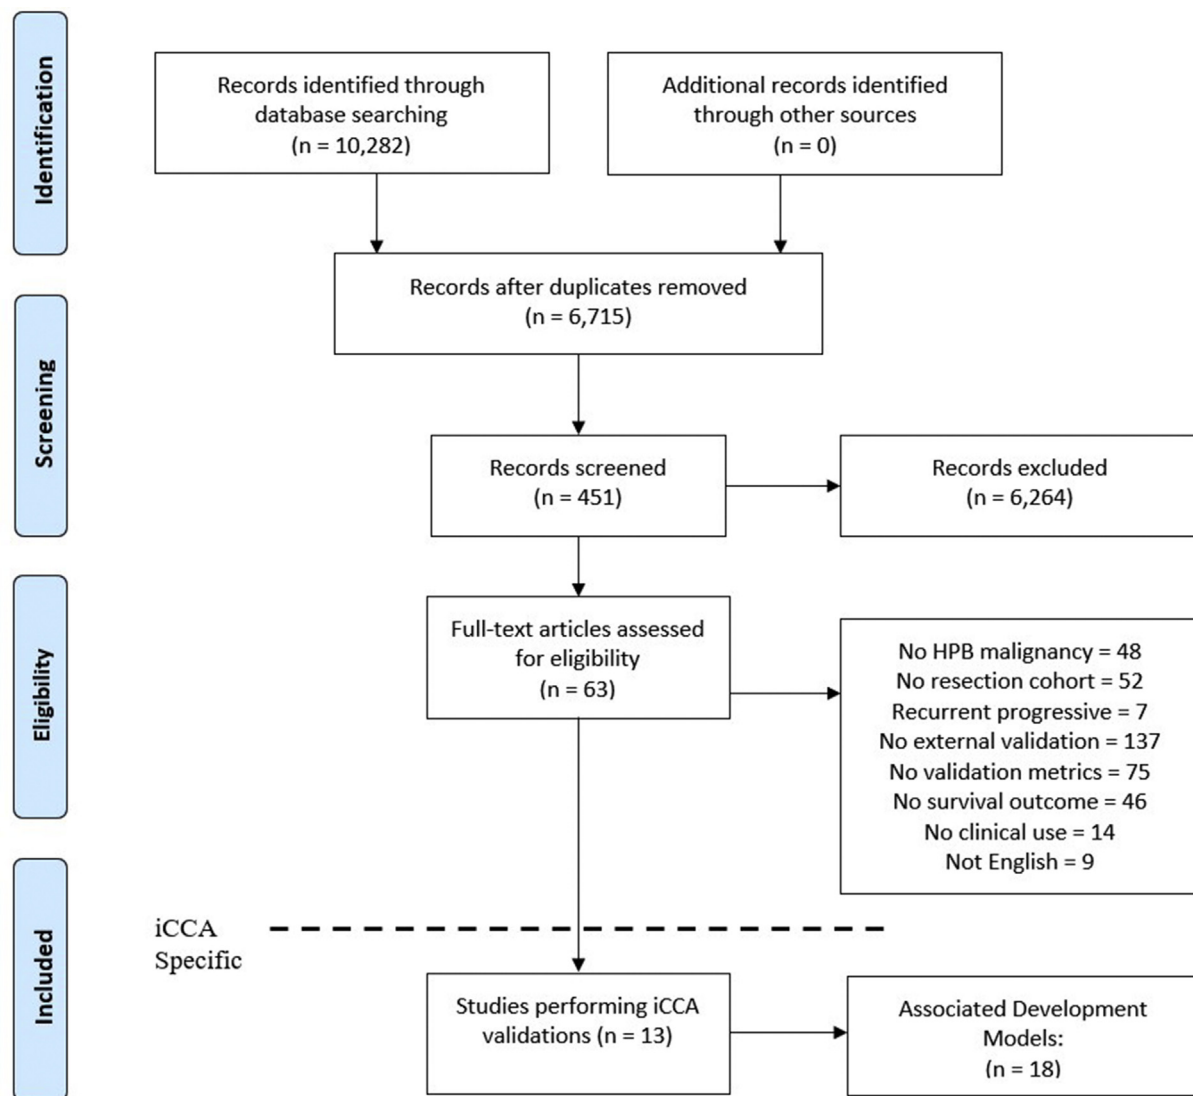 Identification
Records identified through
database searching
(n = 10,282)
Additional records identified
through other sources
(n = 0)
Records after duplicates removed
(n = 6,715)
Screening
Records screened
(n = 451)
Records excluded
(n = 6,264)
Eligibility
Full-text articles assessed
for eligibility
(n = 63)
No HPB malignancy = 48
No resection cohort = 52
Recurrent progressive = 7
No external validation = 137
No validation metrics = 75
No survival outcome = 46
No clinical use = 14
Not English = 9
iCCA
Specific
Included
Studies performing iCCA
validations (n = 13)
Associated Development
Models:
(n = 18)